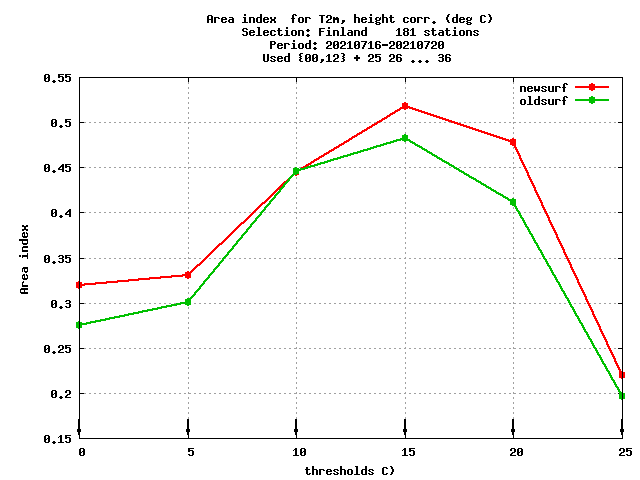 Area index  for T2m, height corr. (deg C)
Selection: Finland    181 stations
Period: 20210716-20210720
Used {00,12} + 25 26 ... 36
newsurf
oldsurf
0.55
0.5
0.45
0.4
0.35
0.3
0.25
0.2
0.15
Area index
0 5 10 15 20 25
thresholds C)